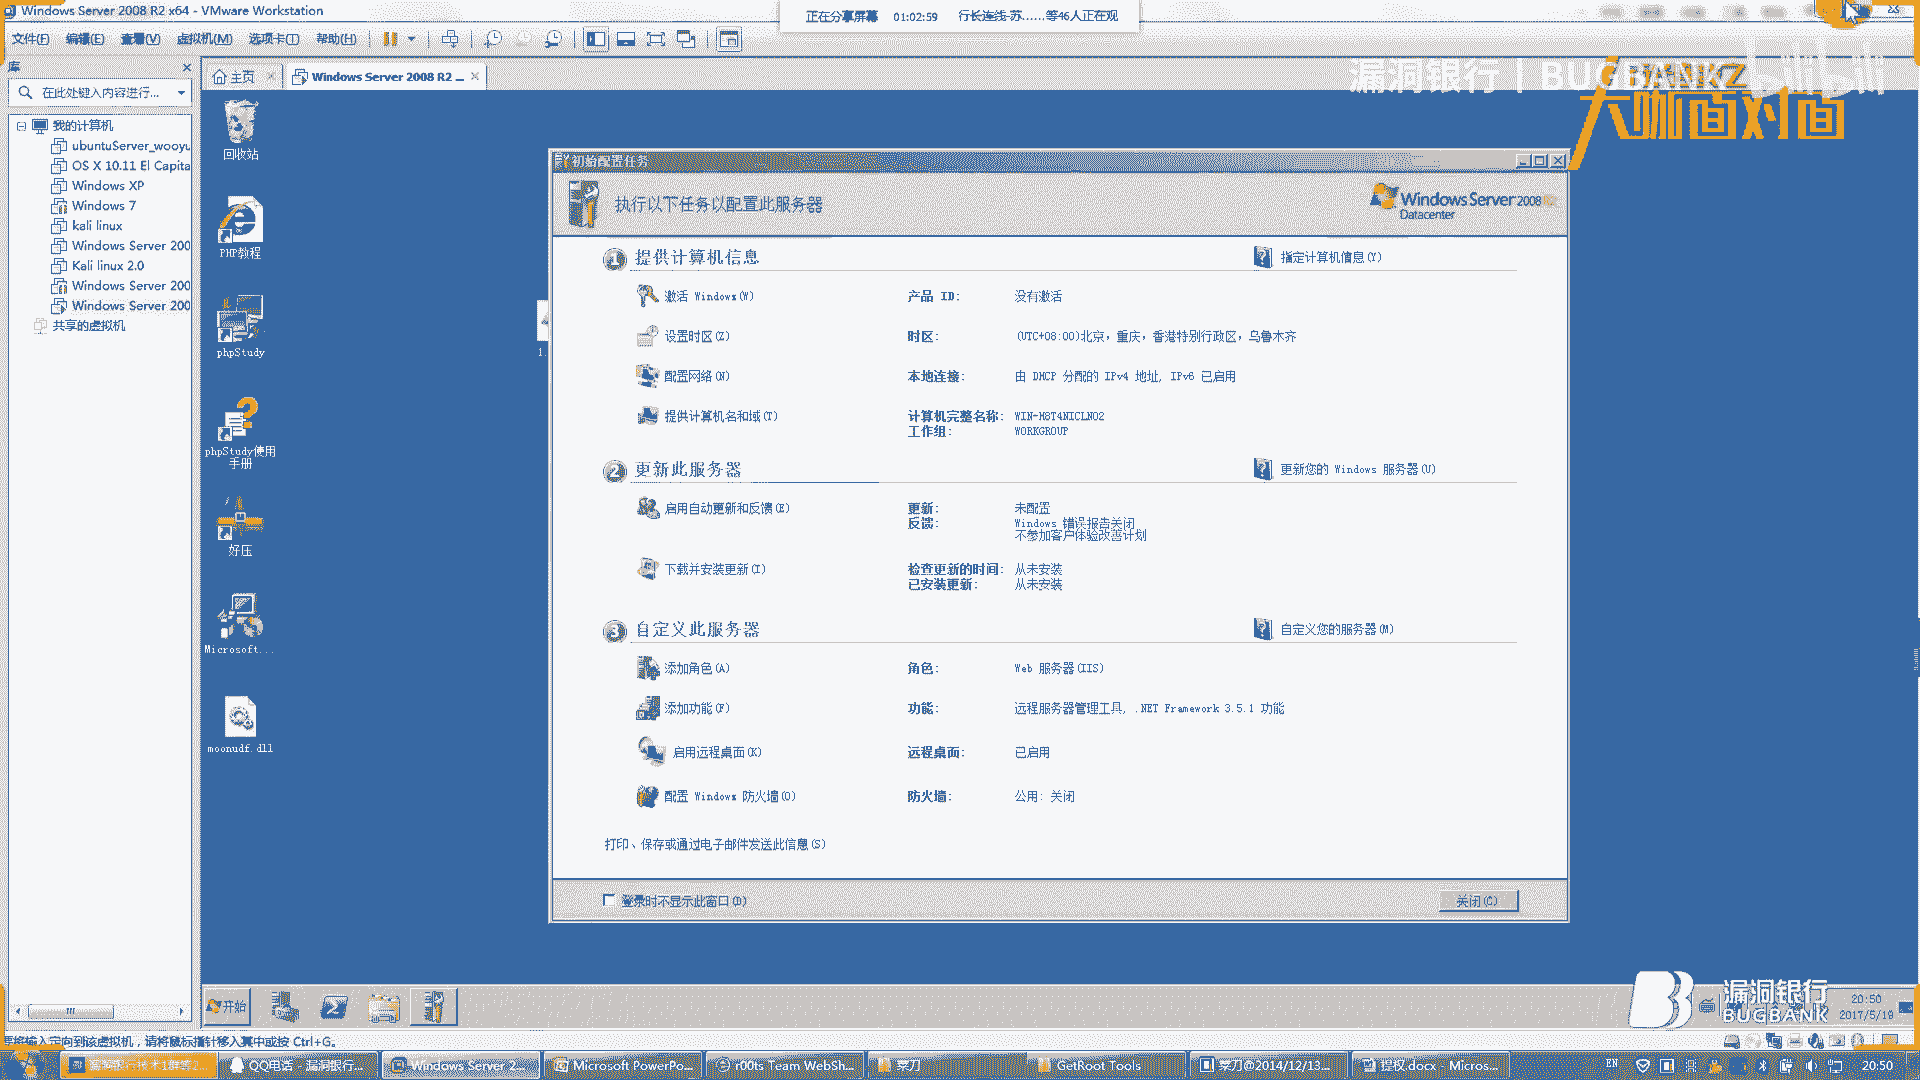 Windows Server 2008 R2 x64 - VMware Workstation
正在分享屏幕 01:02:59 行长连线-苏……等46人正在观
文件(F) 编辑(E) 查看(V) 虚拟机(M) 选项卡(T) 帮助(H)
库
在此处键入内容进行...
主页
Windows Server 2008 R2 ...
漏洞银行丨BUGBANK
bilibili
大咖面对面
我的计算机
ubuntuServer_wooyu
OS X 10.11 El Capita
Windows XP
Windows 7
kali linux
Windows Server 200
Kali linux 2.0
Windows Server 200
Windows Server 200
共享的虚拟机
回收站
PHP教程
phpStudy
phpStudy使用
手册
好压
Microsoft...
moonudf.dll
1.
初始配置任务
执行以下任务以配置此服务器
Windows Server 2008 R2
Datacenter
1 提供计算机信息
指定计算机信息(Y)
激活 Windows(W) 产品 ID: 没有激活
设置时区(Z) 时区: (UTC+08:00)北京，重庆，香港特别行政区，乌鲁木齐
配置网络(N) 本地连接: 由 DHCP 分配的 IPv4 地址, IPv6 已启用
提供计算机名和域(T) 计算机完整名称: WIN-H8T4NICLNO2
工作组: WORKGROUP
2 更新此服务器
更新您的 Windows 服务器(U)
启用自动更新和反馈(E) 更新: 未配置
反馈: Windows 错误报告关闭
不参加客户体验改善计划
下载并安装更新(I) 检查更新的时间: 从未安装
已安装更新: 从未安装
3 自定义此服务器
自定义您的服务器(M)
添加角色(A) 角色: Web 服务器(IIS)
添加功能(F) 功能: 远程服务器管理工具, .NET Framework 3.5.1 功能
启用远程桌面(K) 远程桌面: 已启用
配置 Windows 防火墙(O) 防火墙: 公用: 关闭
打印、保存或通过电子邮件发送此信息(S)
登录时不显示此窗口(D)
关闭(C)
开始
漏洞银行
BUGBANK
20:50
2017/5/19
要将输入定向到该虚拟机，请将鼠标指针移入其中或按 Ctrl+G。
漏洞银行技术1群等2...
QQ电话 - 漏洞银行...
Windows Server 2...
Microsoft PowerPo...
r00ts Team WebSh...
GetRoot Tools
提权.docx - Micros...
EN
20:50